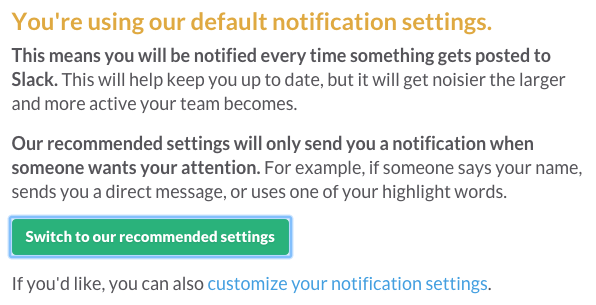 You're using our default notification settings.
This means you will be notified every time something gets posted to
Slack. This will help keep you up to date, but it will get noisier the larger
and more active your team becomes.
Our recommended settings will only send you a notification when
someone wants your attention. For example, if someone says your name,
sends you a direct message, or uses one of your highlight words.
Switch to our recommended settings
If you'd like, you can also customize your notification settings.